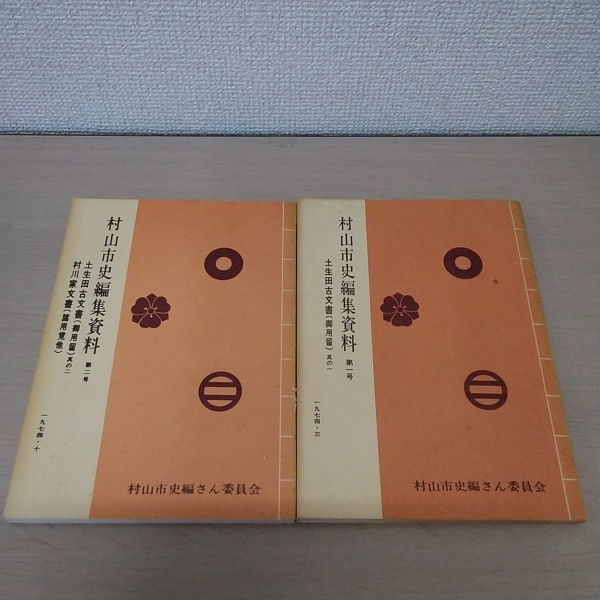 村山市史編集資料 第二号
土生田古文書(御用留)其の二
村川家文書(諸用覚他)
一九七四・十
村山市史編さん委員会
村山市史編集資料 第一号
土生田古文書(御用留)其の一
一九七四・三
村山市史編さん委員会